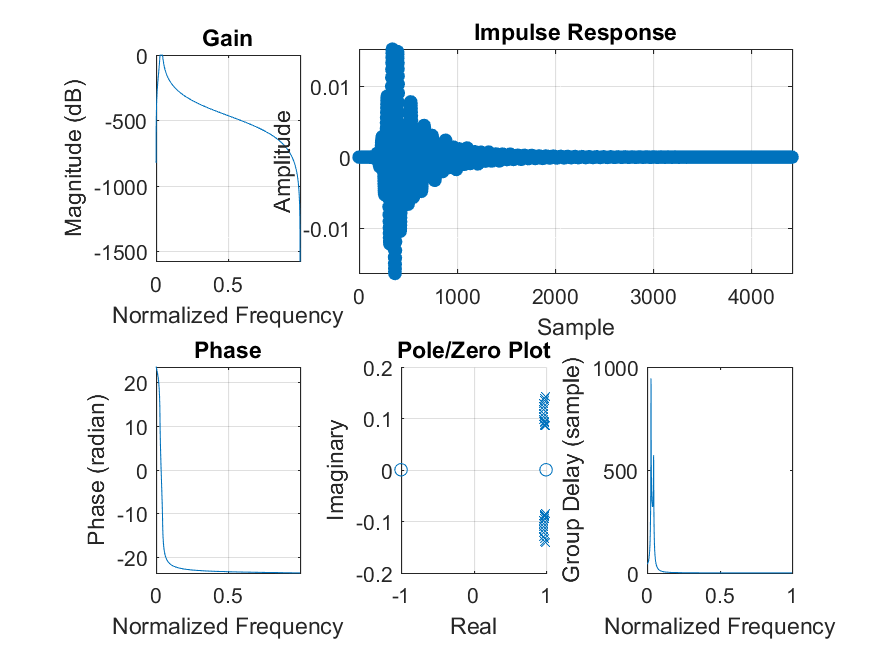 Gain
0
-500
-1000
-1500
Magnitude (dB)
0
0.5
Normalized Frequency
Impulse Response
0.01
0
-0.01
Amplitude
0
1000
2000
3000
4000
Sample
Phase
20
10
0
-10
-20
Phase (radian)
0
0.5
Normalized Frequency
Pole/Zero Plot
0.2
0.1
0
-0.1
-0.2
Imaginary
-1
0
1
Real
1000
500
0
Group Delay (sample)
0
0.5
1
Normalized Frequency